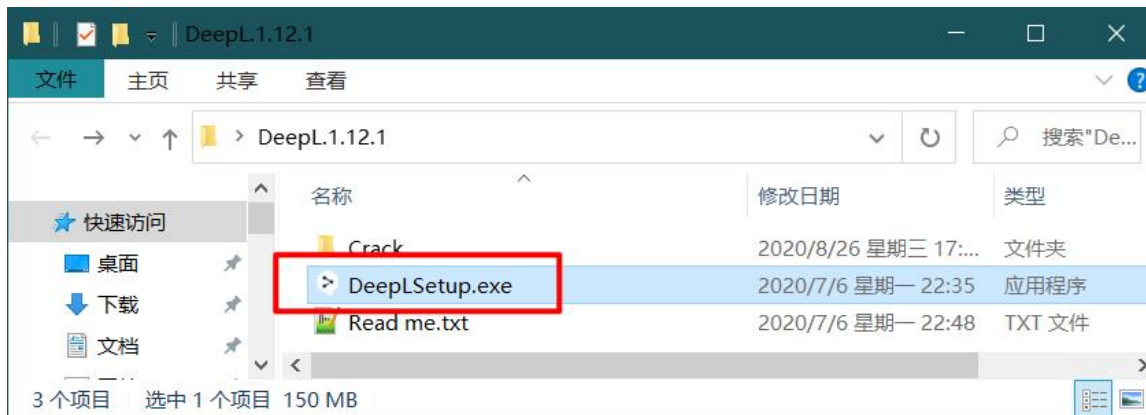 DeepL.1.12.1
文件 主页 共享 查看
DeepL.1.12.1 搜索"De...
名称 修改日期 类型
快速访问
Crack 2020/8/26 星期三 17:... 文件夹
桌面
DeepLSetup.exe 2020/7/6 星期一 22:35 应用程序
下载
Read me.txt 2020/7/6 星期一 22:48 TXT 文件
文档
3 个项目 选中 1 个项目 150 MB